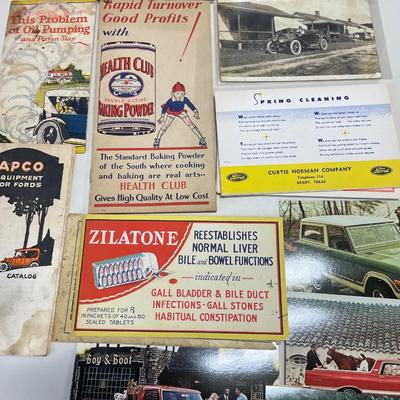 This Problem
of Oil Pumping
and Piston Slap
Rapid Turnover
Good Profits!
with
HEALTH CLUB
DOUBLE-ACTING
BAKING POWDER
The Standard Baking Powder
of the South where cooking
and baking are real arts-
HEALTH CLUB
Gives High Quality At Low Cost
SPRING CLEANING
Ford
CURTIS NORMAN COMPANY
Telephone 114
BRADY, TEXAS
Ford
APCO
EQUIPMENT
FOR FORDS
CATALOG
ZILATONE
REESTABLISHES
NORMAL LIVER
BILE and BOWEL FUNCTIONS
indicated in
GALL BLADDER & BILE DUCT
INFECTIONS - GALL STONES
HABITUAL CONSTIPATION
PREPARED FOR ℞
IN PACKETS OF 40 AND 80
SEALED TABLETS
Boy & Boot